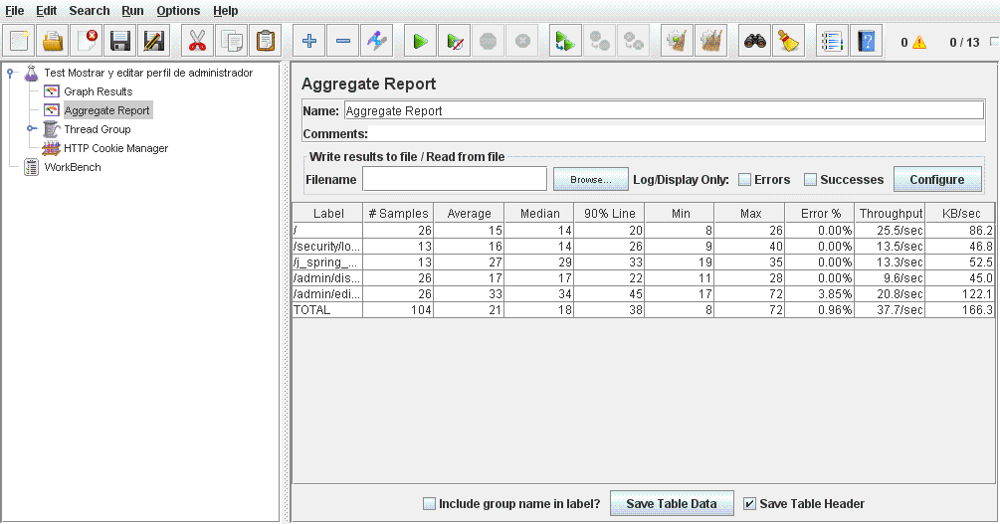 File Edit Search Run Options Help
0 0 / 13
Test Mostrar y editar perfil de administrador
Graph Results
Aggregate Report
Thread Group
HTTP Cookie Manager
WorkBench
Aggregate Report
Name: Aggregate Report
Comments:
Write results to file / Read from file
Filename Browse... Log/Display Only: Errors Successes Configure
Label # Samples Average Median 90% Line Min Max Error % Throughput KB/sec
/ 26 15 14 20 8 26 0.00% 25.5/sec 86.2
/security/lo... 13 16 14 26 9 40 0.00% 13.5/sec 46.8
/j_spring_... 13 27 29 33 19 35 0.00% 13.3/sec 52.5
/admin/dis... 26 17 17 22 11 28 0.00% 9.6/sec 45.0
/admin/edi... 26 33 34 45 17 72 3.85% 20.8/sec 122.1
TOTAL 104 21 18 38 8 72 0.96% 37.7/sec 166.3
Include group name in label? Save Table Data Save Table Header